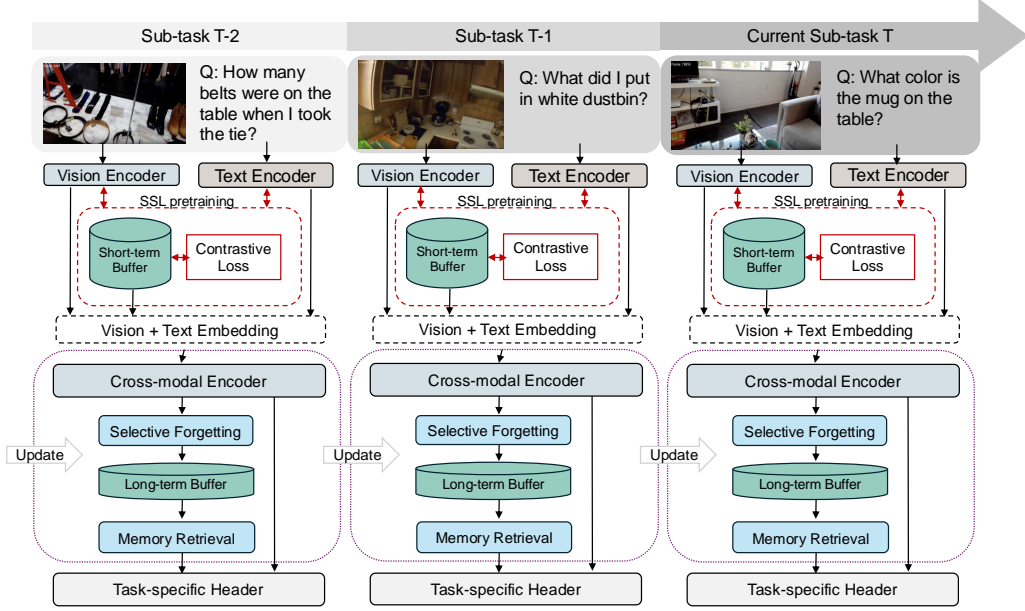 Sub-task T-2
Sub-task T-1
Current Sub-task T
Q: How many
belts were on the
table when I took
the tie?
Q: What did I put
in white dustbin?
Q: What color is
the mug on the
table?
Vision Encoder
Text Encoder
Vision Encoder
Text Encoder
Vision Encoder
Text Encoder
SSL pretraining
SSL pretraining
SSL pretraining
Short-term
Buffer
Contrastive
Loss
Short-term
Buffer
Contrastive
Loss
Short-term
Buffer
Contrastive
Loss
Vision + Text Embedding
Vision + Text Embedding
Vision + Text Embedding
Cross-modal Encoder
Cross-modal Encoder
Cross-modal Encoder
Selective Forgetting
Selective Forgetting
Selective Forgetting
Update
Update
Update
Long-term Buffer
Long-term Buffer
Long-term Buffer
Memory Retrieval
Memory Retrieval
Memory Retrieval
Task-specific Header
Task-specific Header
Task-specific Header